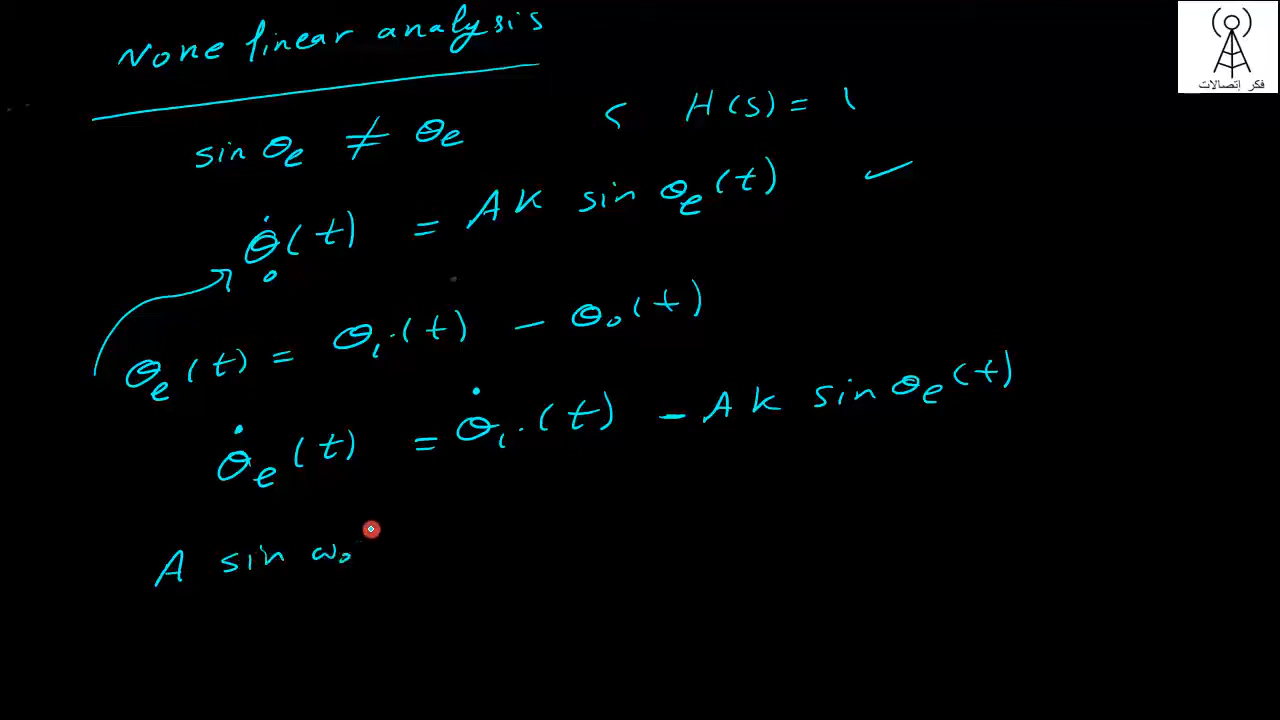 None linear analysis
sin θe ≠ θe , H(s) = 1
θ̇o(t) = AK sin θe(t) ✓
θe(t) = θi(t) - θo(t)
θ̇e(t) = θ̇i(t) - AK sin θe(t)
A sin ωo
فكر إتصالات